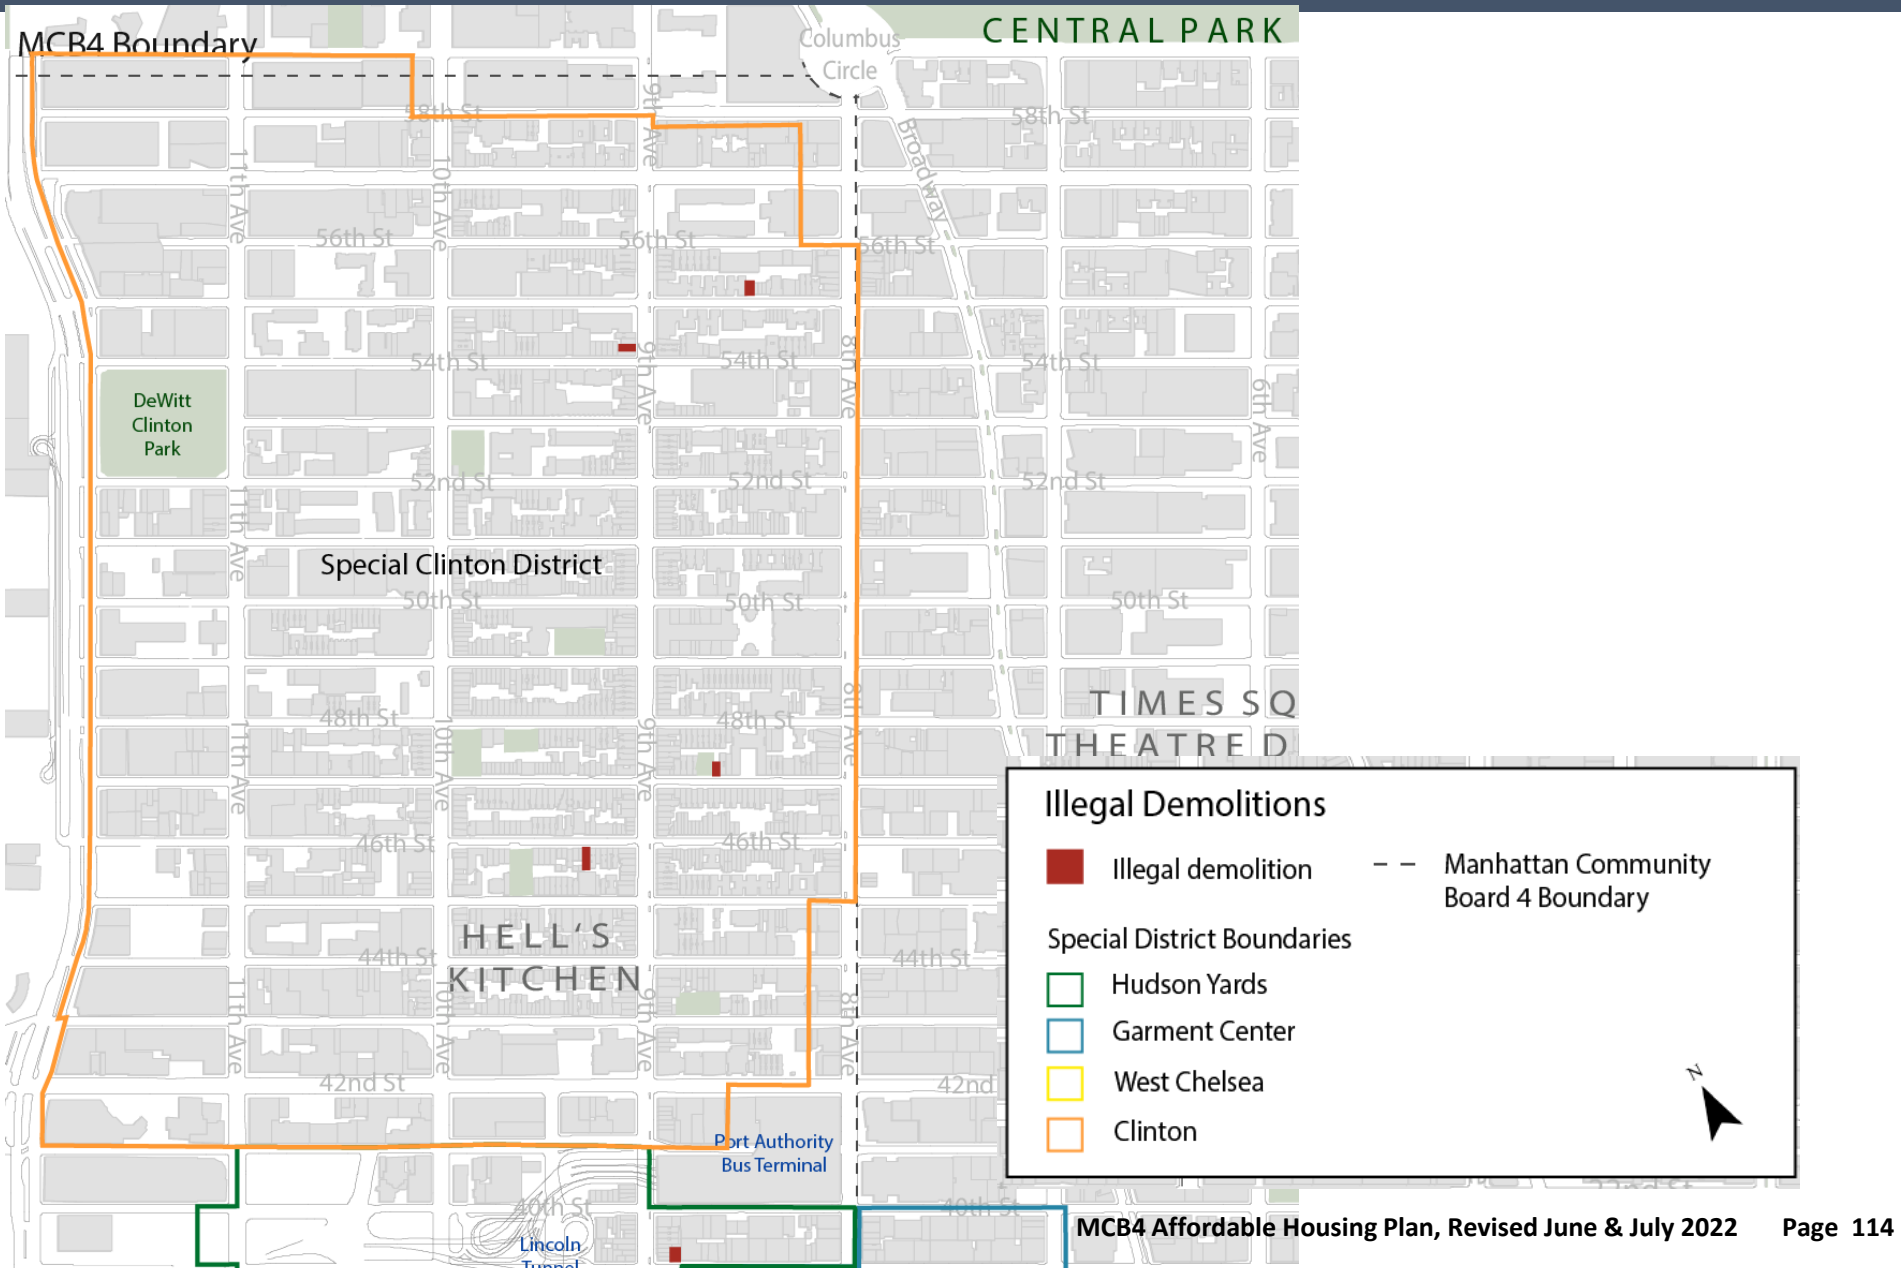 MCB4 Boundary
Columbus
Circle
CENTRAL PARK
58th St
58th St
9th Ave
Broadway
11th Ave
10th Ave
56th St
56th St
56th St
54th St
54th St
54th St
9th Ave
8th Ave
6th Ave
DeWitt
Clinton
Park
52nd St
52nd St
52nd St
11th Ave
Special Clinton District
50th St
50th St
50th St
48th St
48th St
11th Ave
10th Ave
9th Ave
8th Ave
TIMES SQ
THEATRE D
46th St
46th St
HELL'S
KITCHEN
44th St
44th St
11th Ave
10th Ave
9th Ave
8th Ave
42nd St
42nd
Port Authority
Bus Terminal
40th St
40th St
Lincoln
Tunnel
Illegal Demolitions
Illegal demolition
Manhattan Community
Board 4 Boundary
Special District Boundaries
Hudson Yards
Garment Center
West Chelsea
Clinton
N
MCB4 Affordable Housing Plan, Revised June & July 2022 Page 114